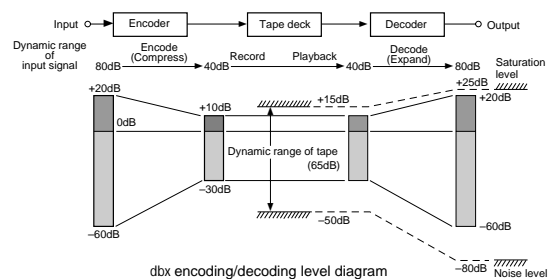 Input
Encoder
Tape deck
Decoder
Output
Dynamic range
of
input signal
Encode
(Compress)
Decode
(Expand)
80dB
40dB
Record
Playback
40dB
80dB
Saturation
level
+25dB
+20dB
+20dB
+15dB
+10dB
0dB
Dynamic range of tape
(65dB)
–30dB
–50dB
–60dB
–60dB
–80dB
Noise level
dbx encoding/decoding level diagram